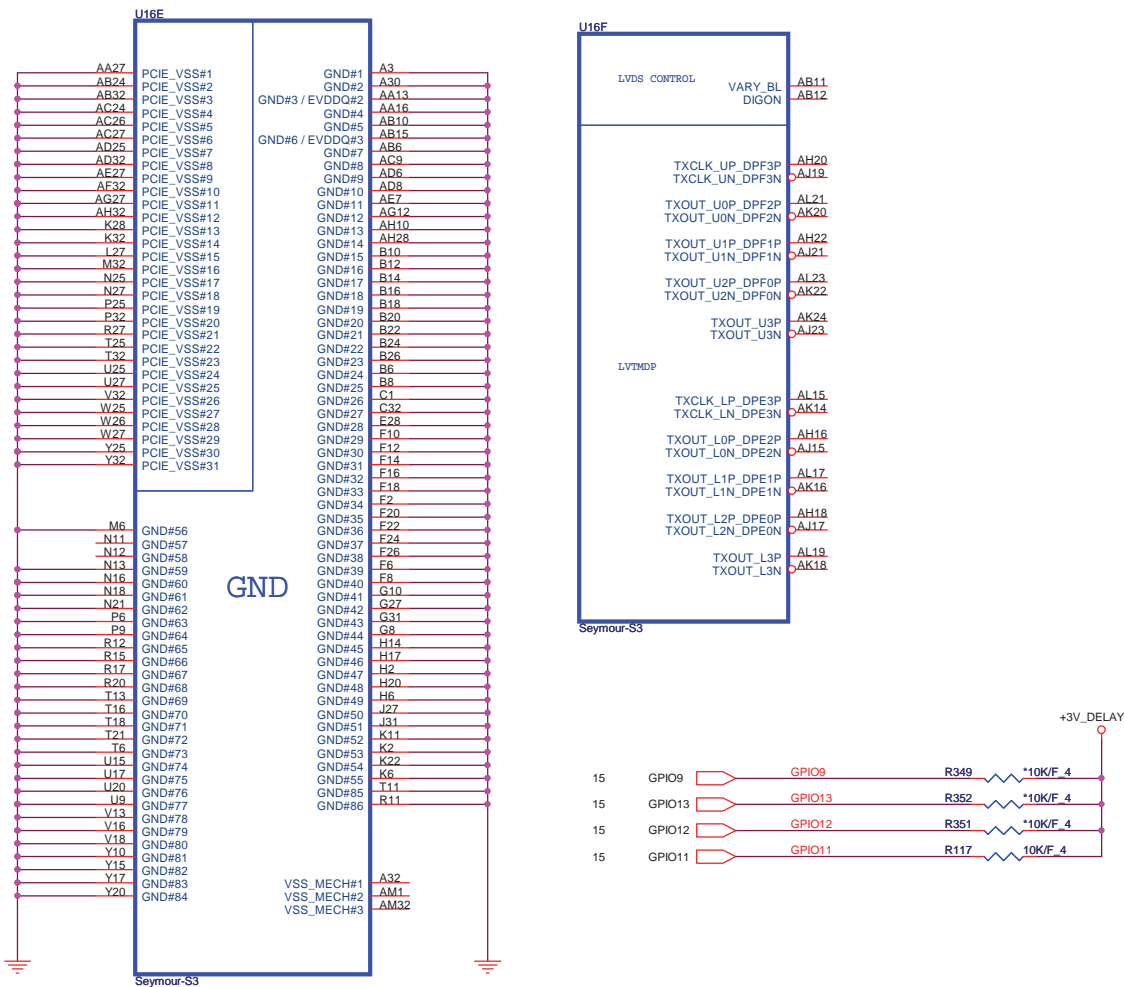 U16E
AA27 PCIE_VSS#1
AB24 PCIE_VSS#2
AB32 PCIE_VSS#3
AC24 PCIE_VSS#4
AC26 PCIE_VSS#5
AC27 PCIE_VSS#6
AD25 PCIE_VSS#7
AD32 PCIE_VSS#8
AE27 PCIE_VSS#9
AF32 PCIE_VSS#10
AG27 PCIE_VSS#11
AH32 PCIE_VSS#12
K28 PCIE_VSS#13
K32 PCIE_VSS#14
L27 PCIE_VSS#15
M32 PCIE_VSS#16
N25 PCIE_VSS#17
N27 PCIE_VSS#18
P25 PCIE_VSS#19
P32 PCIE_VSS#20
R27 PCIE_VSS#21
T25 PCIE_VSS#22
T32 PCIE_VSS#23
U25 PCIE_VSS#24
U27 PCIE_VSS#25
V32 PCIE_VSS#26
W25 PCIE_VSS#27
W26 PCIE_VSS#28
W27 PCIE_VSS#29
Y25 PCIE_VSS#30
Y32 PCIE_VSS#31
M6 GND#56
N11 GND#57
N12 GND#58
N13 GND#59
N16 GND#60
N18 GND#61
N21 GND#62
P6 GND#63
P9 GND#64
R12 GND#65
R15 GND#66
R17 GND#67
R20 GND#68
T13 GND#69
T16 GND#70
T18 GND#71
T21 GND#72
T6 GND#73
U15 GND#74
U17 GND#75
U20 GND#76
U9 GND#77
V13 GND#78
V16 GND#79
V18 GND#80
Y10 GND#81
Y15 GND#82
Y17 GND#83
Y20 GND#84
GND
GND#1 A3
GND#2 A30
GND#3 / EVDDQ#2 AA13
GND#4 AA16
GND#5 AB10
GND#6 / EVDDQ#3 AB15
GND#7 AB6
GND#8 AC9
GND#9 AD6
GND#10 AD8
GND#11 AE7
GND#12 AG12
GND#13 AH10
GND#14 AH28
GND#15 B10
GND#16 B12
GND#17 B14
GND#18 B16
GND#19 B18
GND#20 B20
GND#21 B22
GND#22 B24
GND#23 B26
GND#24 B6
GND#25 B8
GND#26 C1
GND#27 C32
GND#28 E28
GND#29 F10
GND#30 F12
GND#31 F14
GND#32 F16
GND#33 F18
GND#34 F2
GND#35 F20
GND#36 F22
GND#37 F24
GND#38 F26
GND#39 F6
GND#40 F8
GND#41 G10
GND#42 G27
GND#43 G31
GND#44 G8
GND#45 H14
GND#46 H17
GND#47 H2
GND#48 H20
GND#49 H6
GND#50 J27
GND#51 J31
GND#52 K11
GND#53 K2
GND#54 K22
GND#55 K6
GND#85 T11
GND#86 R11
VSS_MECH#1 A32
VSS_MECH#2 AM1
VSS_MECH#3 AM32
Seymour-S3
U16F
LVDS CONTROL
VARY_BL AB11
DIGON AB12
TXCLK_UP_DPF3P AH20
TXCLK_UN_DPF3N AJ19
TXOUT_U0P_DPF2P AL21
TXOUT_U0N_DPF2N AK20
TXOUT_U1P_DPF1P AH22
TXOUT_U1N_DPF1N AJ21
TXOUT_U2P_DPF0P AL23
TXOUT_U2N_DPF0N AK22
TXOUT_U3P AK24
TXOUT_U3N AJ23
LVTMDP
TXCLK_LP_DPE3P AL15
TXCLK_LN_DPE3N AK14
TXOUT_L0P_DPE2P AH16
TXOUT_L0N_DPE2N AJ15
TXOUT_L1P_DPE1P AL17
TXOUT_L1N_DPE1N AK16
TXOUT_L2P_DPE0P AH18
TXOUT_L2N_DPE0N AJ17
TXOUT_L3P AL19
TXOUT_L3N AK18
Seymour-S3
+3V_DELAY
15 GPIO9 GPIO9 R349 *10K/F_4
15 GPIO13 GPIO13 R352 *10K/F_4
15 GPIO12 GPIO12 R351 *10K/F_4
15 GPIO11 GPIO11 R117 10K/F_4